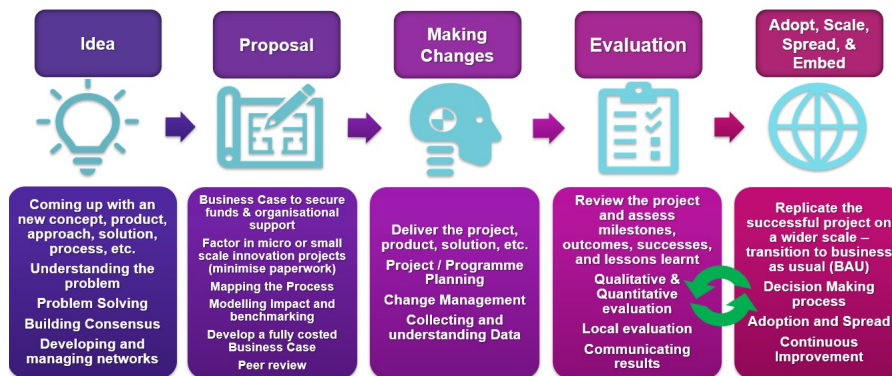 Idea
Proposal
Making
Changes
Evaluation
Adopt, Scale,
Spread, &
Embed
Coming up with an
new concept, product,
approach, solution,
process, etc.
Understanding the
problem
Problem Solving
Building Consensus
Developing and
managing networks
Business Case to secure
funds & organisational
support
Factor in micro or small
scale innovation projects
(minimise paperwork)
Mapping the Process
Modelling Impact and
benchmarking
Develop a fully costed
Business Case
Peer review
Deliver the project,
product, solution, etc.
Project / Programme
Planning
Change Management
Collecting and
understanding Data
Review the project
and assess
milestones,
outcomes, successes,
and lessons learnt
Qualitative &
Quantitative
evaluation
Local evaluation
Communicating
results
Replicate the
successful project on
a wider scale –
transition to business
as usual (BAU)
Decision Making
process
Adoption and Spread
Continuous
Improvement